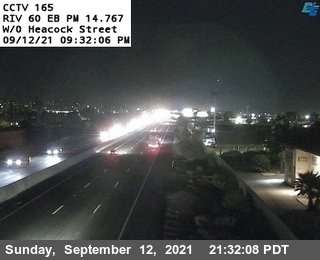 CCTV 165
RIV 60 EB PM 14.767
W/O Heacock Street
09/12/21 09:32:06 PM
Sunday, September 12, 2021 21:32:08 PDT